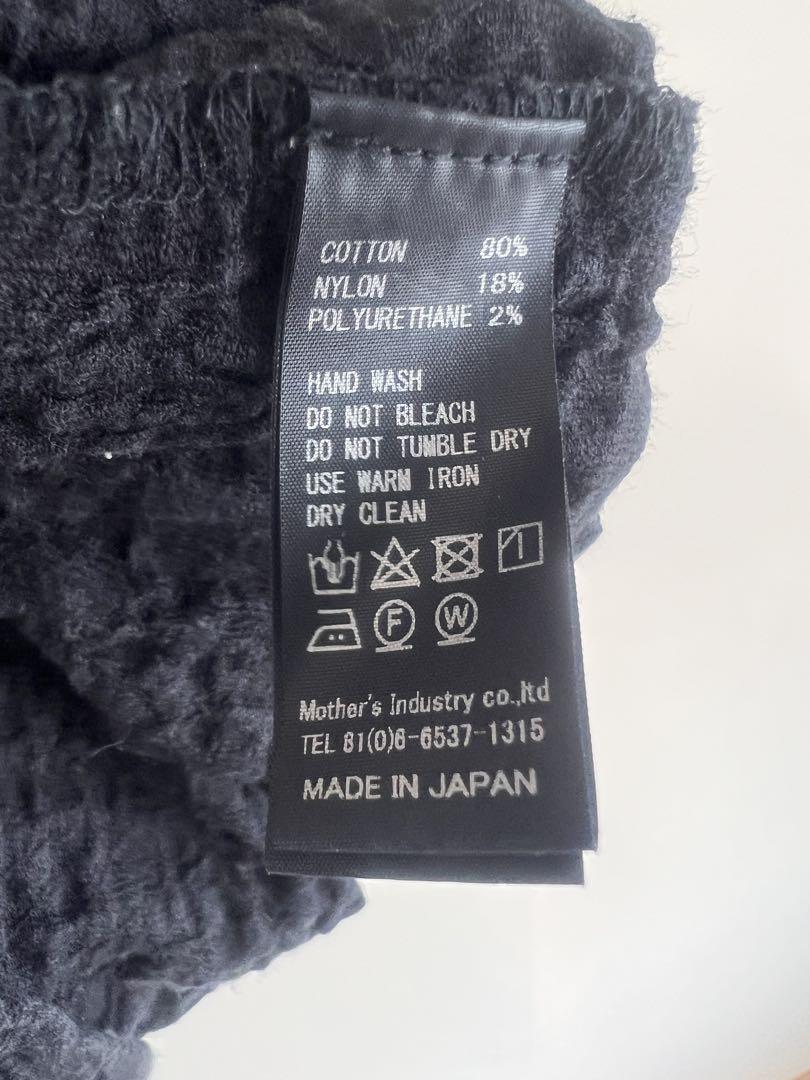 COTTON 80%
NYLON 18%
POLYURETHANE 2%
HAND WASH
DO NOT BLEACH
DO NOT TUMBLE DRY
USE WARM IRON
DRY CLEAN
F W
Mother's Industry co.,ltd
TEL 81(0)6-6537-1315
MADE IN JAPAN